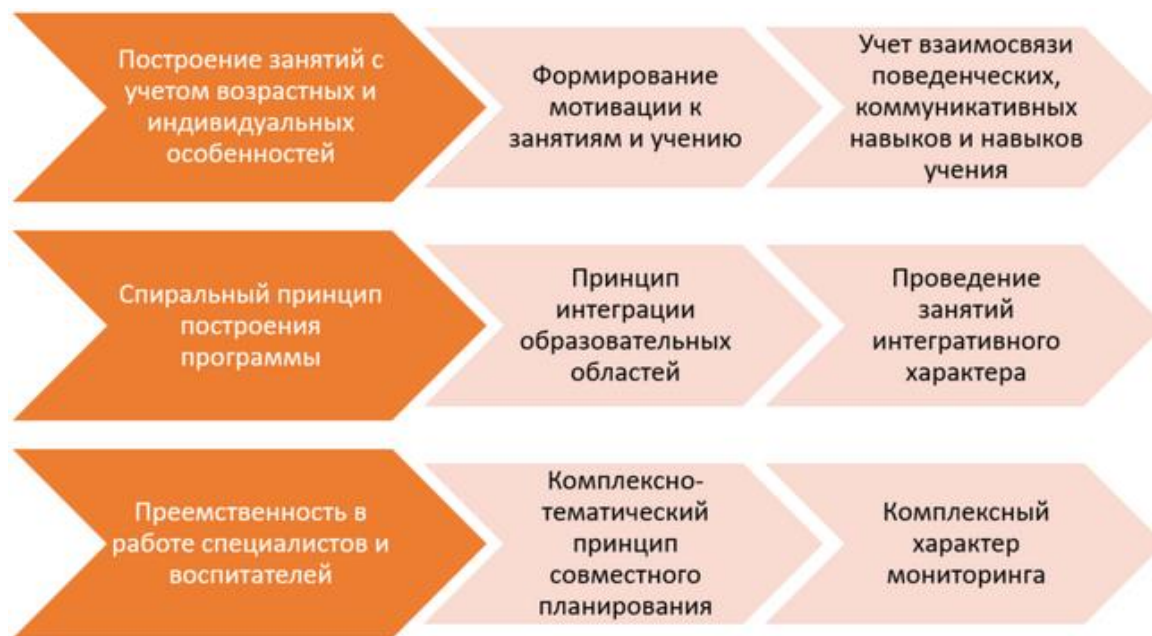 Построение занятий с
учетом возрастных и
индивидуальных
особенностей
Формирование
мотивации к
занятиям и учению
Учет взаимосвязи
поведенческих,
коммуникативных
навыков и навыков
учения
Спиральный принцип
построения
программы
Принцип
интеграции
образовательных
областей
Проведение
занятий
интегративного
характера
Преемственность в
работе специалистов и
воспитателей
Комплексно-
тематический
принцип
совместного
планирования
Комплексный
характер
мониторинга